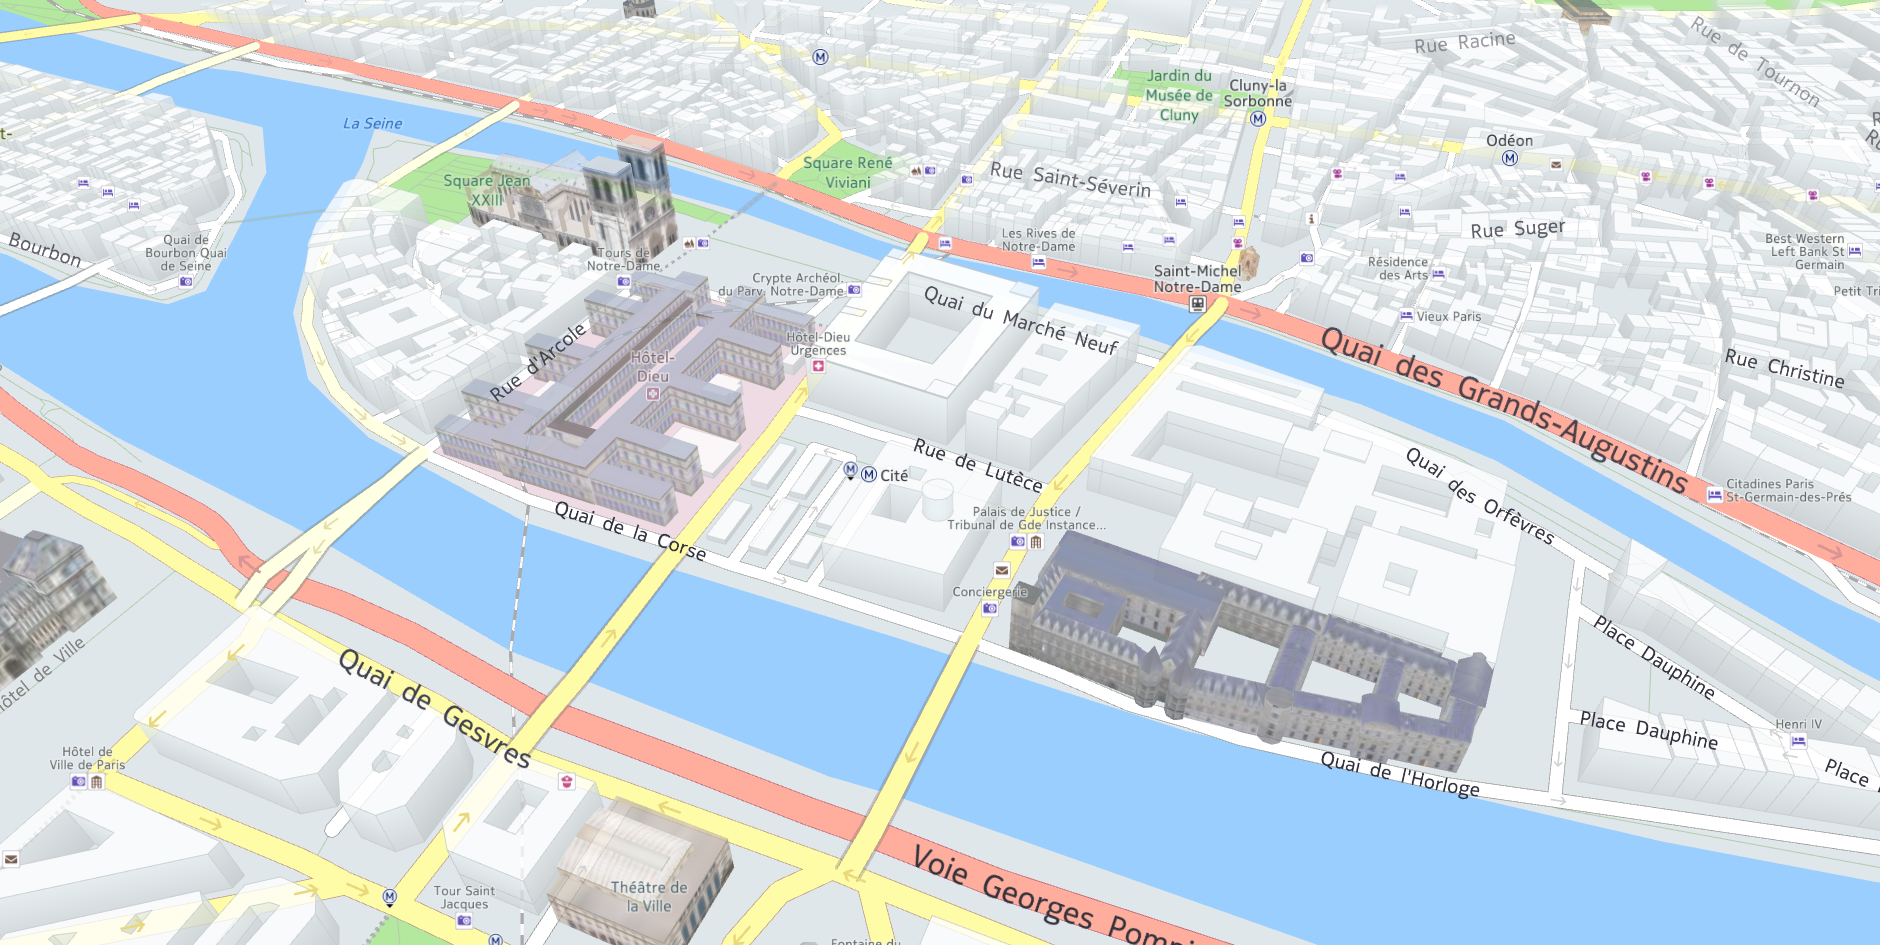 Rue Racine
Rue de Tournon
Jardin du
Musée de
Cluny
Cluny-la
Sorbonne
La Seine
Odéon
Square René
Viviani
Rue Saint-Séverin
Square Jean
XXIII
Rue Suger
Les Rives de
Notre-Dame
Best Western
Left Bank St
Germain
Bourbon
Quai de
Bourbon Quai
de Seine
Tours de
Notre-Dame
Crypte Archéol.
du Parv. Notre-Dame
Saint-Michel
Notre-Dame
Résidence
des Arts
Petit Tri
Quai du Marché Neuf
Vieux Paris
Rue d'Arcole
Hôtel-Dieu
Urgences
Hôtel-
Dieu
Quai des Grands-Augustins
Rue Christine
Rue de Lutèce
Cité
Quai des Orfèvres
Citadines Paris
St-Germain-des-Prés
Quai de la Corse
Palais de Justice /
Tribunal de Gde Instance...
Conciergerie
Hôtel de Ville
Quai de Gesvres
Place Dauphine
Place Dauphine
Henri IV
Place
Hôtel de
Ville de Paris
Quai de l'Horloge
Voie Georges Pompi
Tour Saint
Jacques
Théâtre de
la Ville
Fontaine du